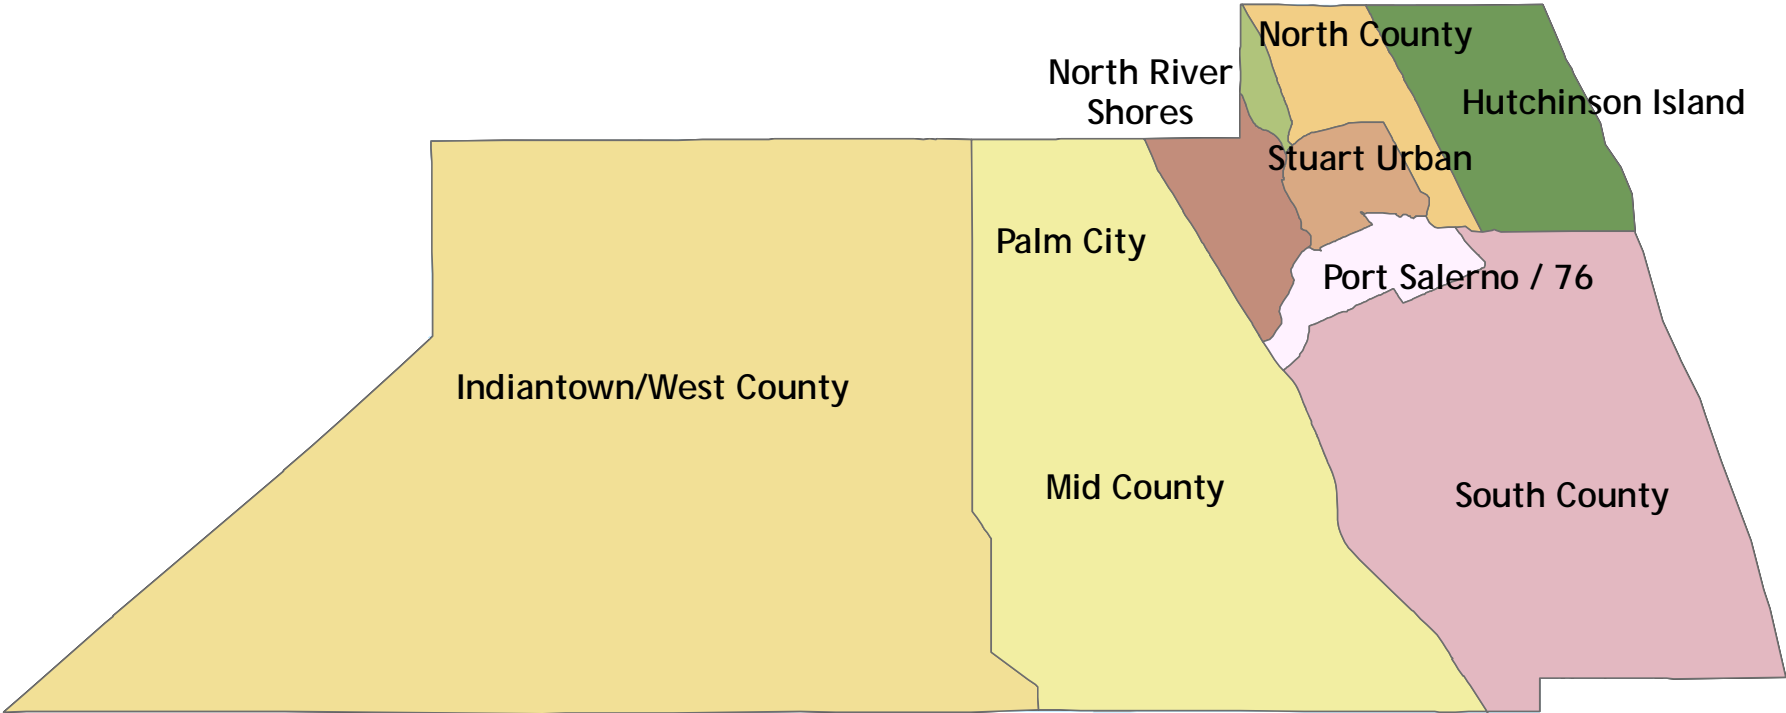 North County
North River
Shores
Hutchinson Island
Stuart Urban
Palm City
Port Salerno / 76
Indiantown/West County
Mid County
South County